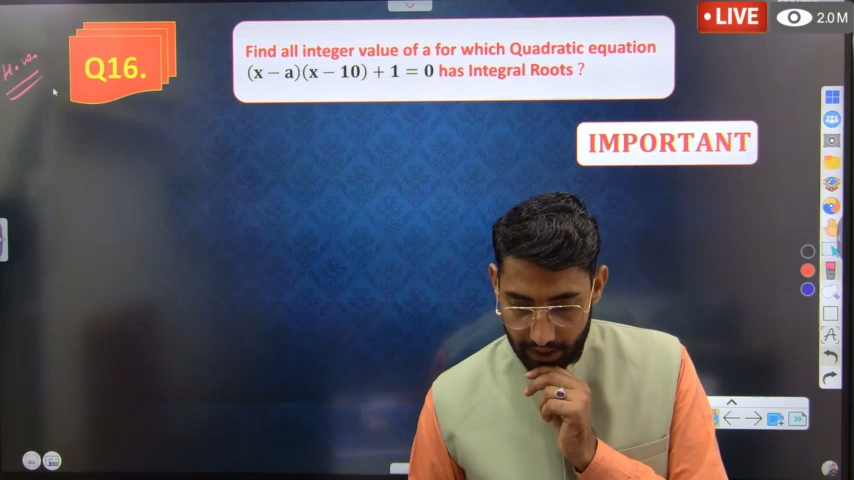 H.w.
Q16.
Find all integer value of a for which Quadratic equation
(x − a)(x − 10) + 1 = 0 has Integral Roots ?
• LIVE
2.0 M
IMPORTANT